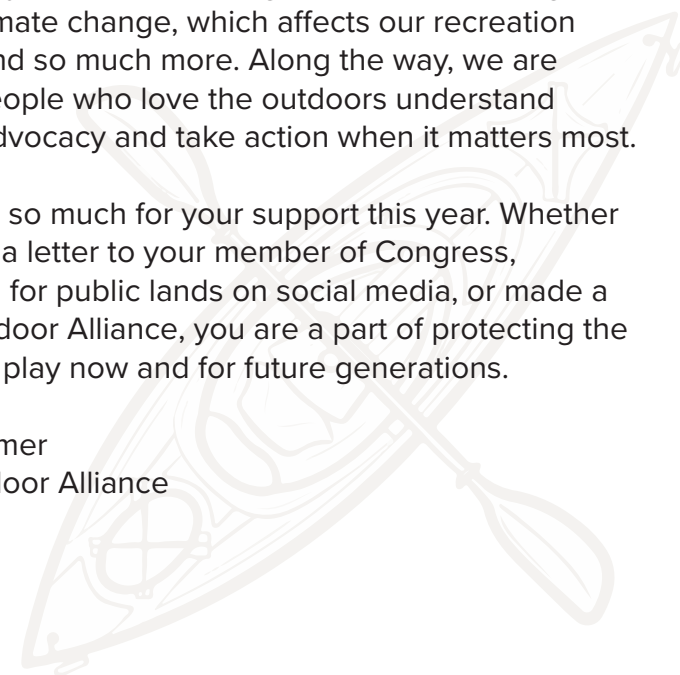 mate change, which affects our recreation
nd so much more. Along the way, we are
eople who love the outdoors understand
dvocacy and take action when it matters most.
so much for your support this year. Whether
a letter to your member of Congress,
for public lands on social media, or made a
door Alliance, you are a part of protecting the
play now and for future generations.
mer
loor Alliance